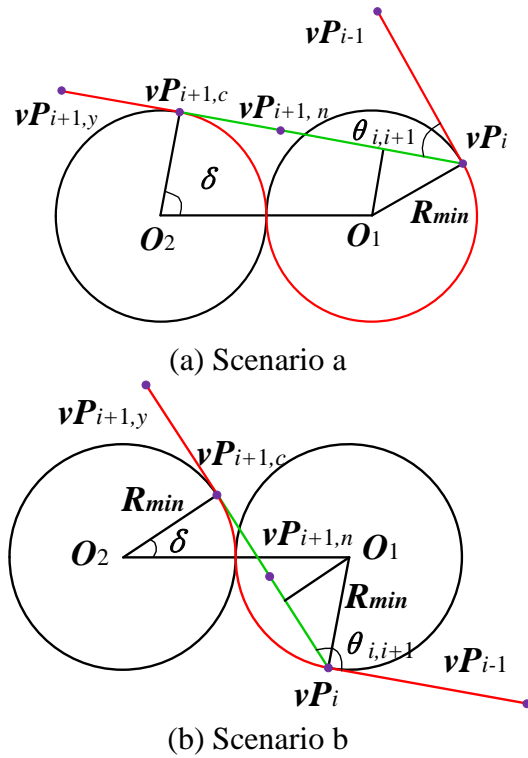 vPi-1
vPi+1,c
vPi+1,y
vPi+1, n
θi,i+1
vPi
δ
Rmin
O2
O1
(a) Scenario a
vPi+1,y
vPi+1,c
Rmin
vPi+1,n
O2
δ
O1
Rmin
θi,i+1
vPi-1
vPi
(b) Scenario b